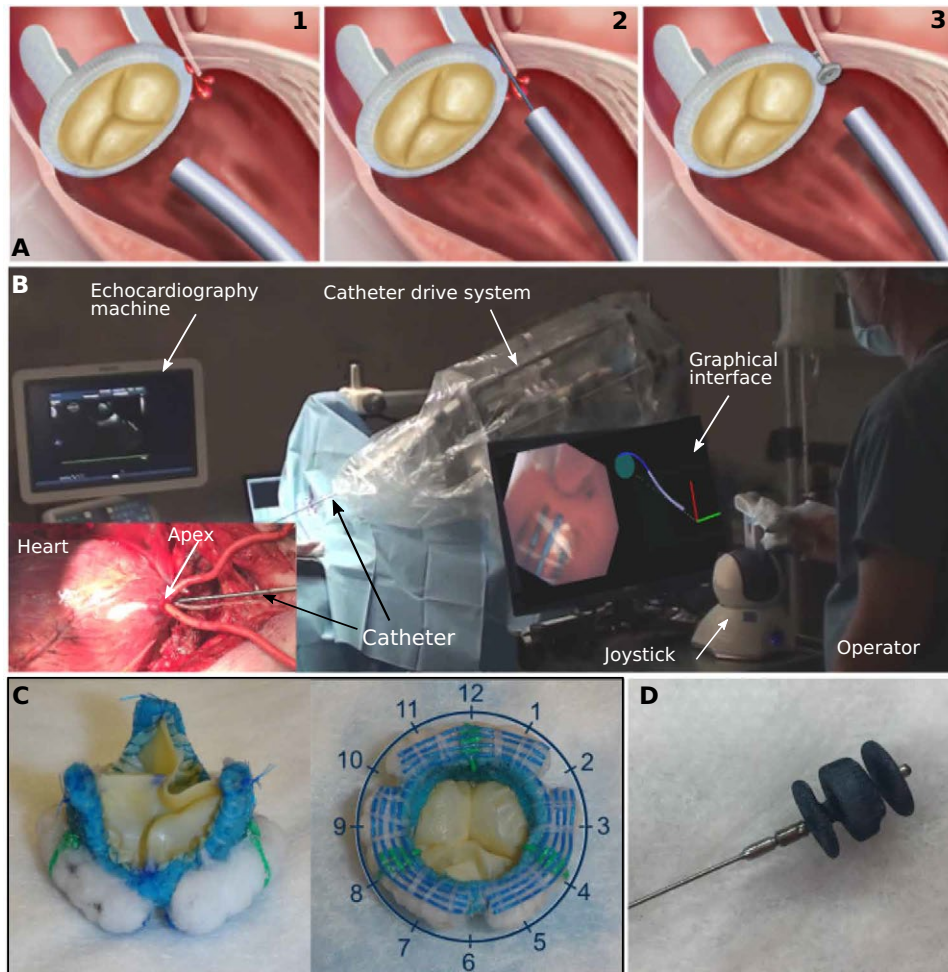 1
2
3
A
B
Echocardiography
machine
Catheter drive system
Graphical
interface
Heart
Apex
Catheter
Joystick
Operator
C
12
11
1
10
2
9
3
8
4
7
5
6
D